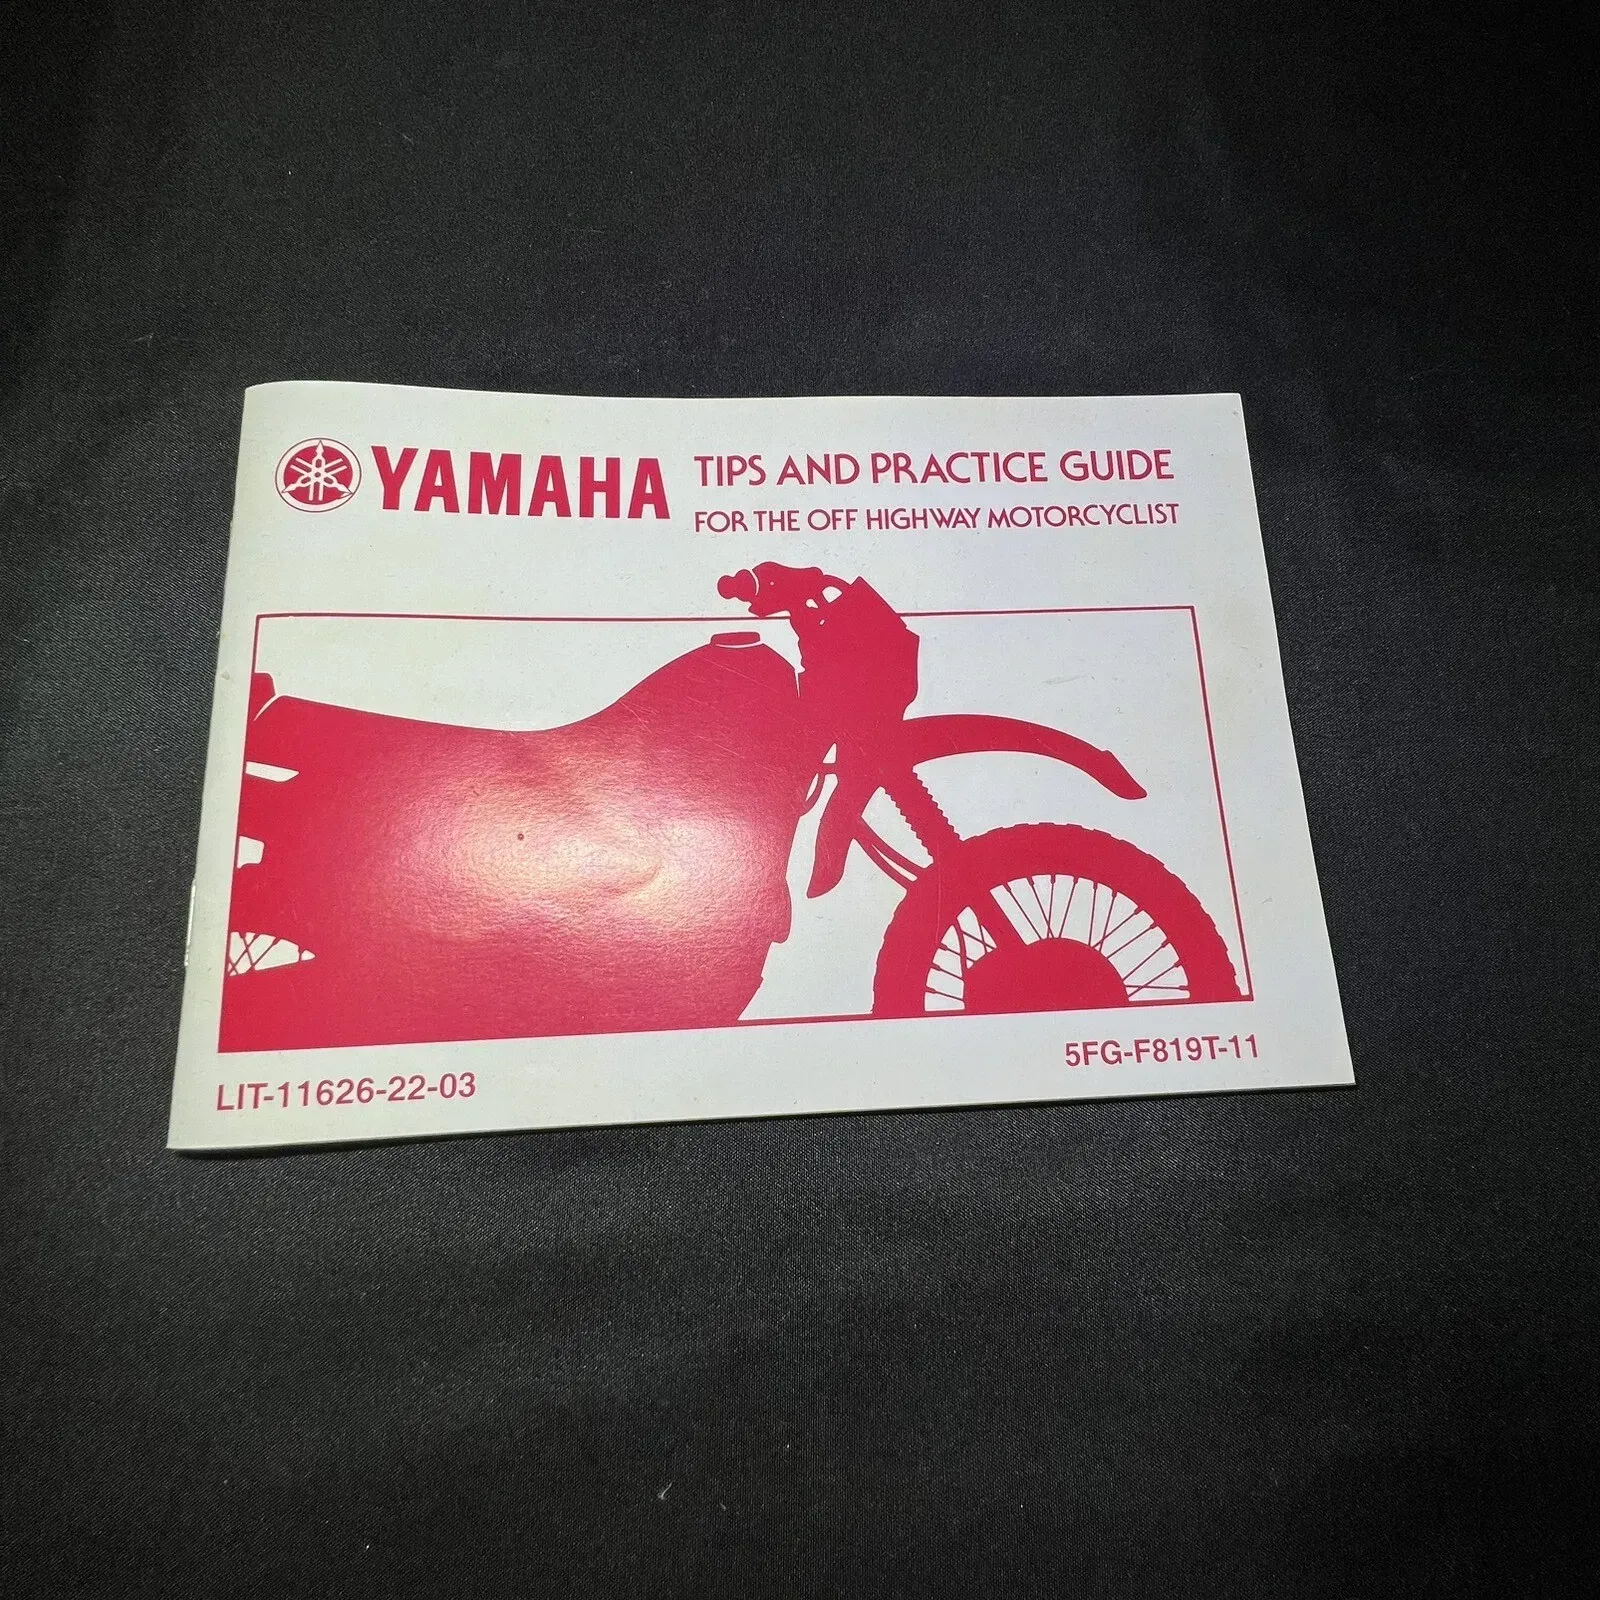 YAMAHA
TIPS AND PRACTICE GUIDE
FOR THE OFF HIGHWAY MOTORCYCLIST
LIT-11626-22-03
5FG-F819T-11